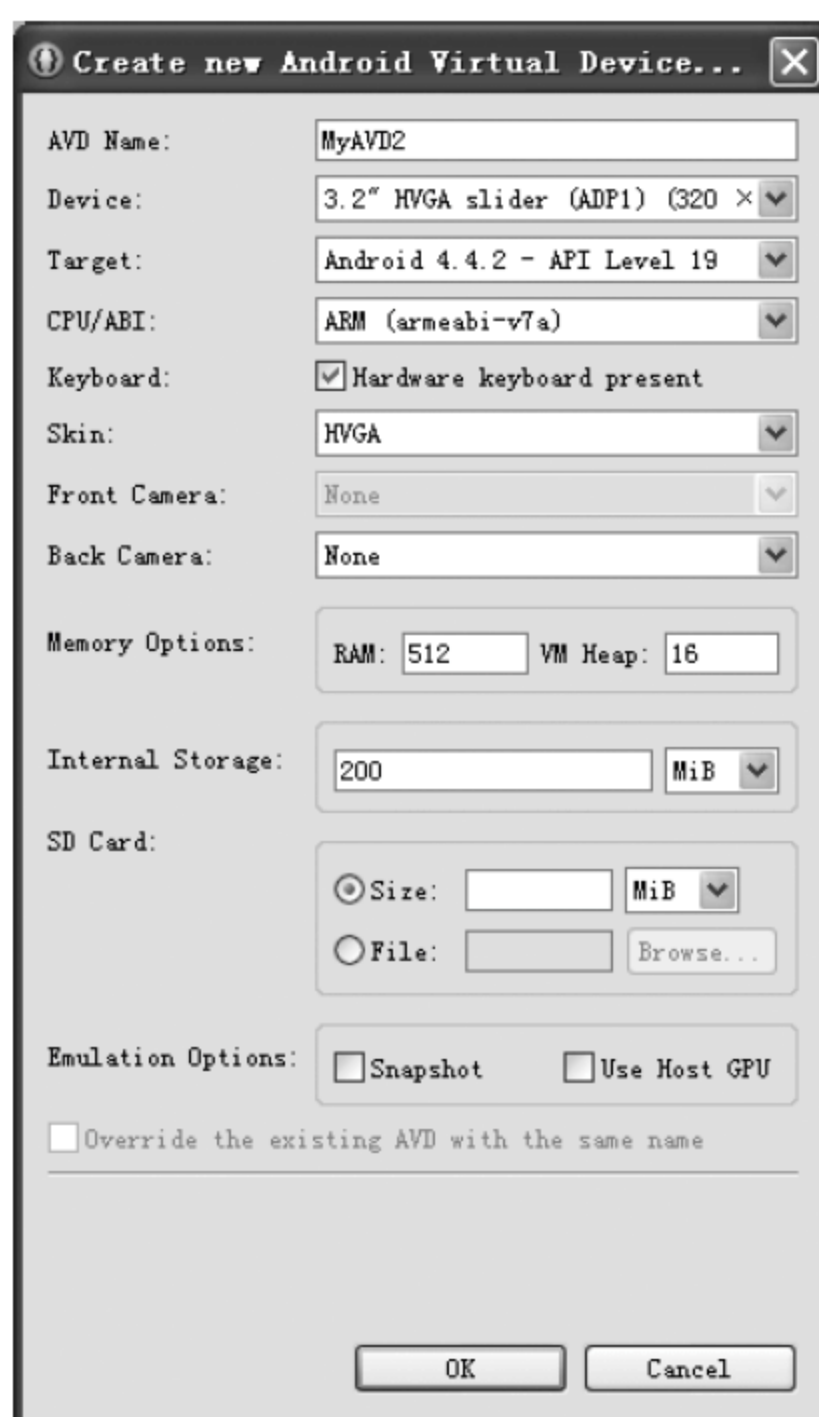 Create new Android Virtual Device...
AVD Name: MyAVD2
Device: 3.2″ HVGA slider (ADP1) (320 ×
Target: Android 4.4.2 - API Level 19
CPU/ABI: ARM (armeabi-v7a)
Keyboard: Hardware keyboard present
Skin: HVGA
Front Camera: None
Back Camera: None
Memory Options: RAM: 512 VM Heap: 16
Internal Storage: 200 MiB
SD Card:
Size: MiB
File: Browse...
Emulation Options: Snapshot Use Host GPU
Override the existing AVD with the same name
OK Cancel